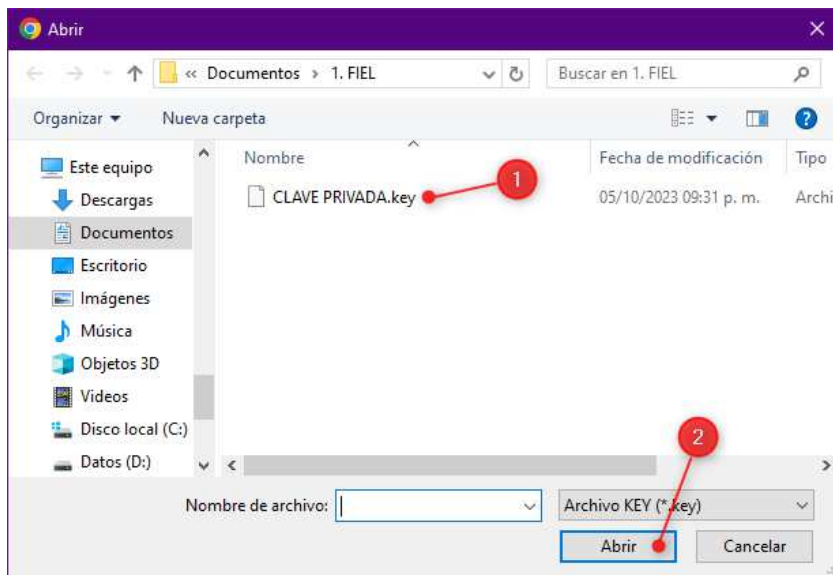 Abrir
« Documentos › 1. FIEL
Buscar en 1. FIEL
Organizar
Nueva carpeta
?
Este equipo
Descargas
Documentos
Escritorio
Imágenes
Música
Objetos 3D
Videos
Disco local (C:)
Datos (D:)
Nombre
Fecha de modificación
Tipo
CLAVE PRIVADA.key
1
05/10/2023 09:31 p. m.
Archi
2
Nombre de archivo:
Archivo KEY (*.key)
Abrir
Cancelar